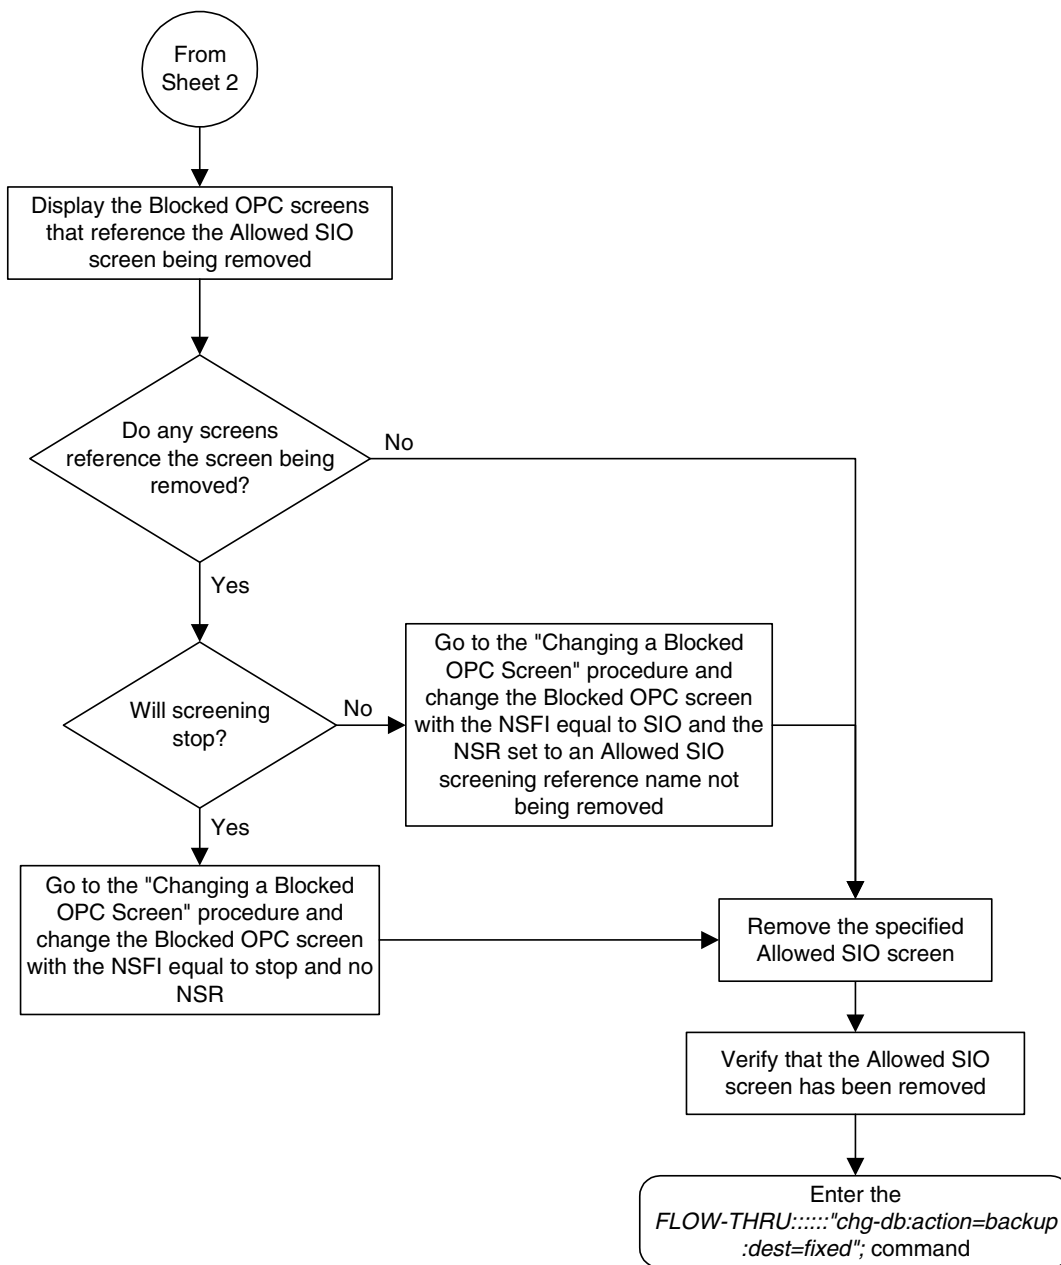 From
Sheet 2
Display the Blocked OPC screens
that reference the Allowed SIO
screen being removed
Do any screens
reference the screen being
removed?
No
Yes
Will screening
stop?
No
Go to the "Changing a Blocked
OPC Screen" procedure and
change the Blocked OPC screen
with the NSFI equal to SIO and the
NSR set to an Allowed SIO
screening reference name not
being removed
Yes
Go to the "Changing a Blocked
OPC Screen" procedure and
change the Blocked OPC screen
with the NSFI equal to stop and no
NSR
Remove the specified
Allowed SIO screen
Verify that the Allowed SIO
screen has been removed
Enter the
FLOW-THRU::::::"chg-db:action=backup
:dest=fixed"; command